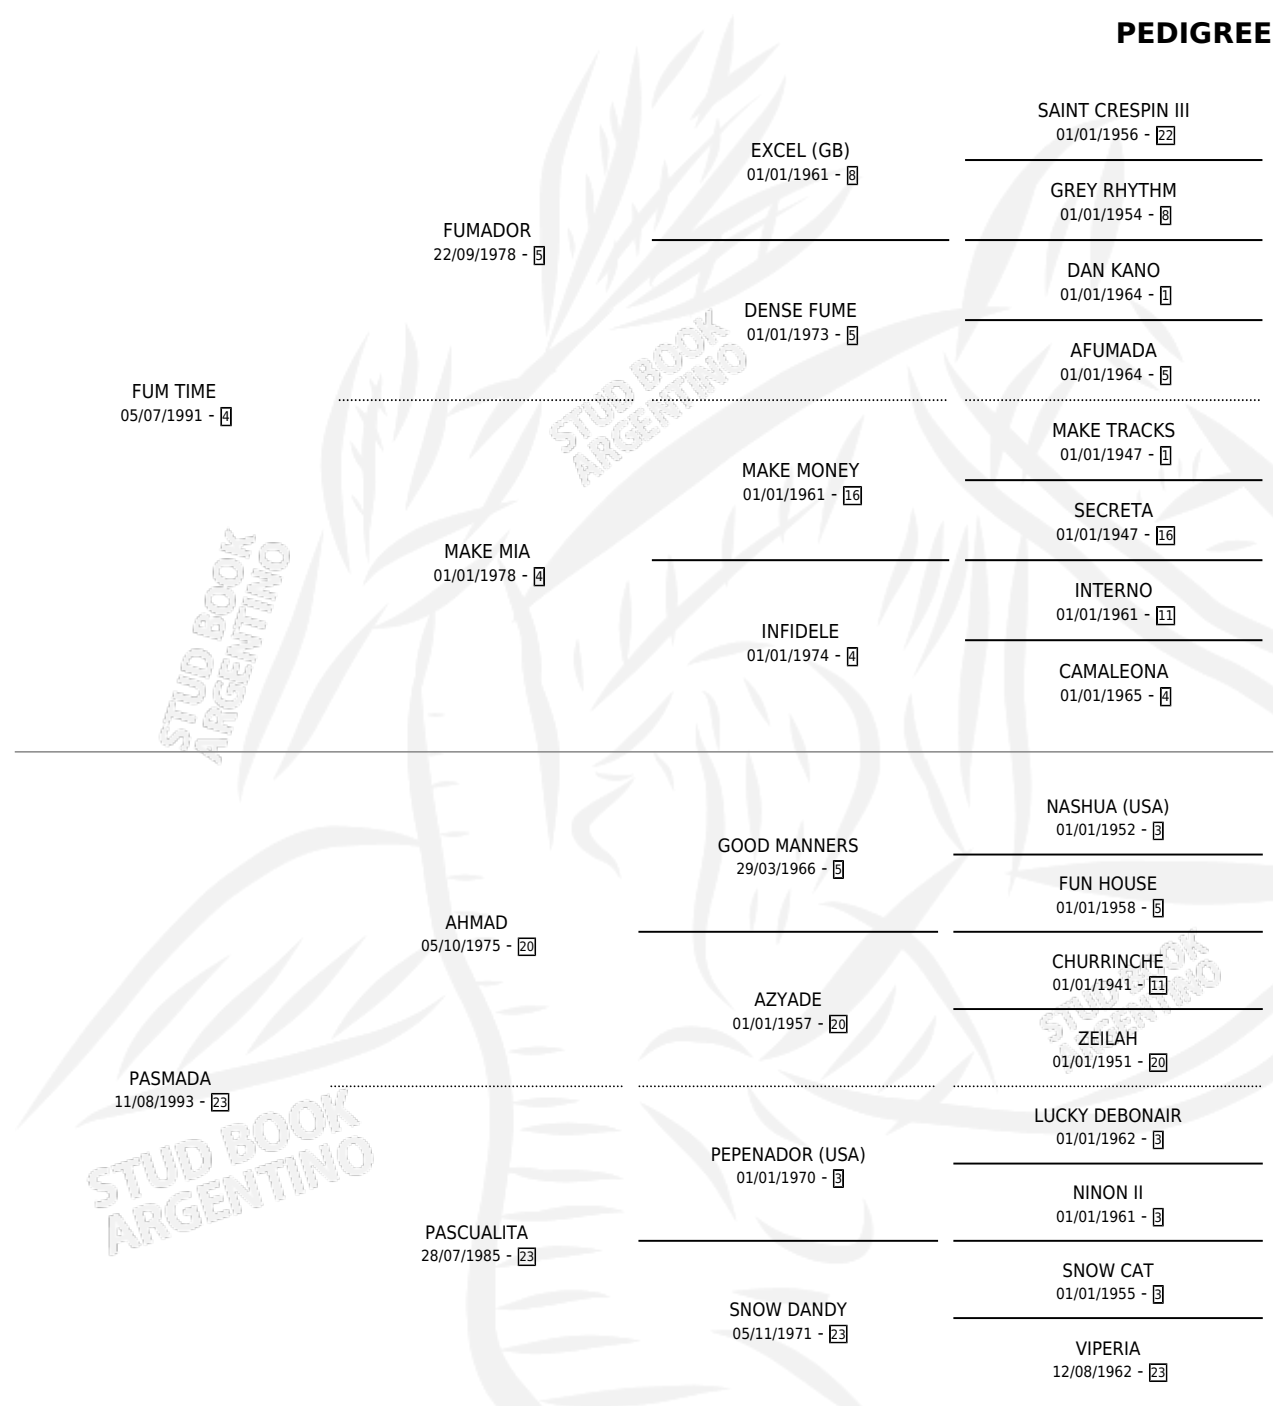 PEDIGREE
SAINT CRESPIN III
01/01/1956 - 22
EXCEL (GB)
01/01/1961 - 8
GREY RHYTHM
01/01/1954 - 8
FUMADOR
22/09/1978 - 5
DAN KANO
01/01/1964 - 1
DENSE FUME
01/01/1973 - 5
AFUMADA
01/01/1964 - 5
FUM TIME
05/07/1991 - 4
MAKE TRACKS
01/01/1947 - 1
MAKE MONEY
01/01/1961 - 16
SECRETA
01/01/1947 - 16
MAKE MIA
01/01/1978 - 4
INTERNO
01/01/1961 - 11
INFIDELE
01/01/1974 - 4
CAMALEONA
01/01/1965 - 4
NASHUA (USA)
01/01/1952 - 3
GOOD MANNERS
29/03/1966 - 5
FUN HOUSE
01/01/1958 - 5
AHMAD
05/10/1975 - 20
CHURRINCHE
01/01/1941 - 11
AZYADE
01/01/1957 - 20
ZEILAH
01/01/1951 - 20
PASMADA
11/08/1993 - 23
LUCKY DEBONAIR
01/01/1962 - 3
PEPENADOR (USA)
01/01/1970 - 3
NINON II
01/01/1961 - 3
PASCUALITA
28/07/1985 - 23
SNOW CAT
01/01/1955 - 3
SNOW DANDY
05/11/1971 - 23
VIPERIA
12/08/1962 - 23
STUD BOOK
ARGENTINO
STUD BOOK
ARGENTINO
STUD BOOK
ARGENTINO
STUD BOOK
ARGENTINO